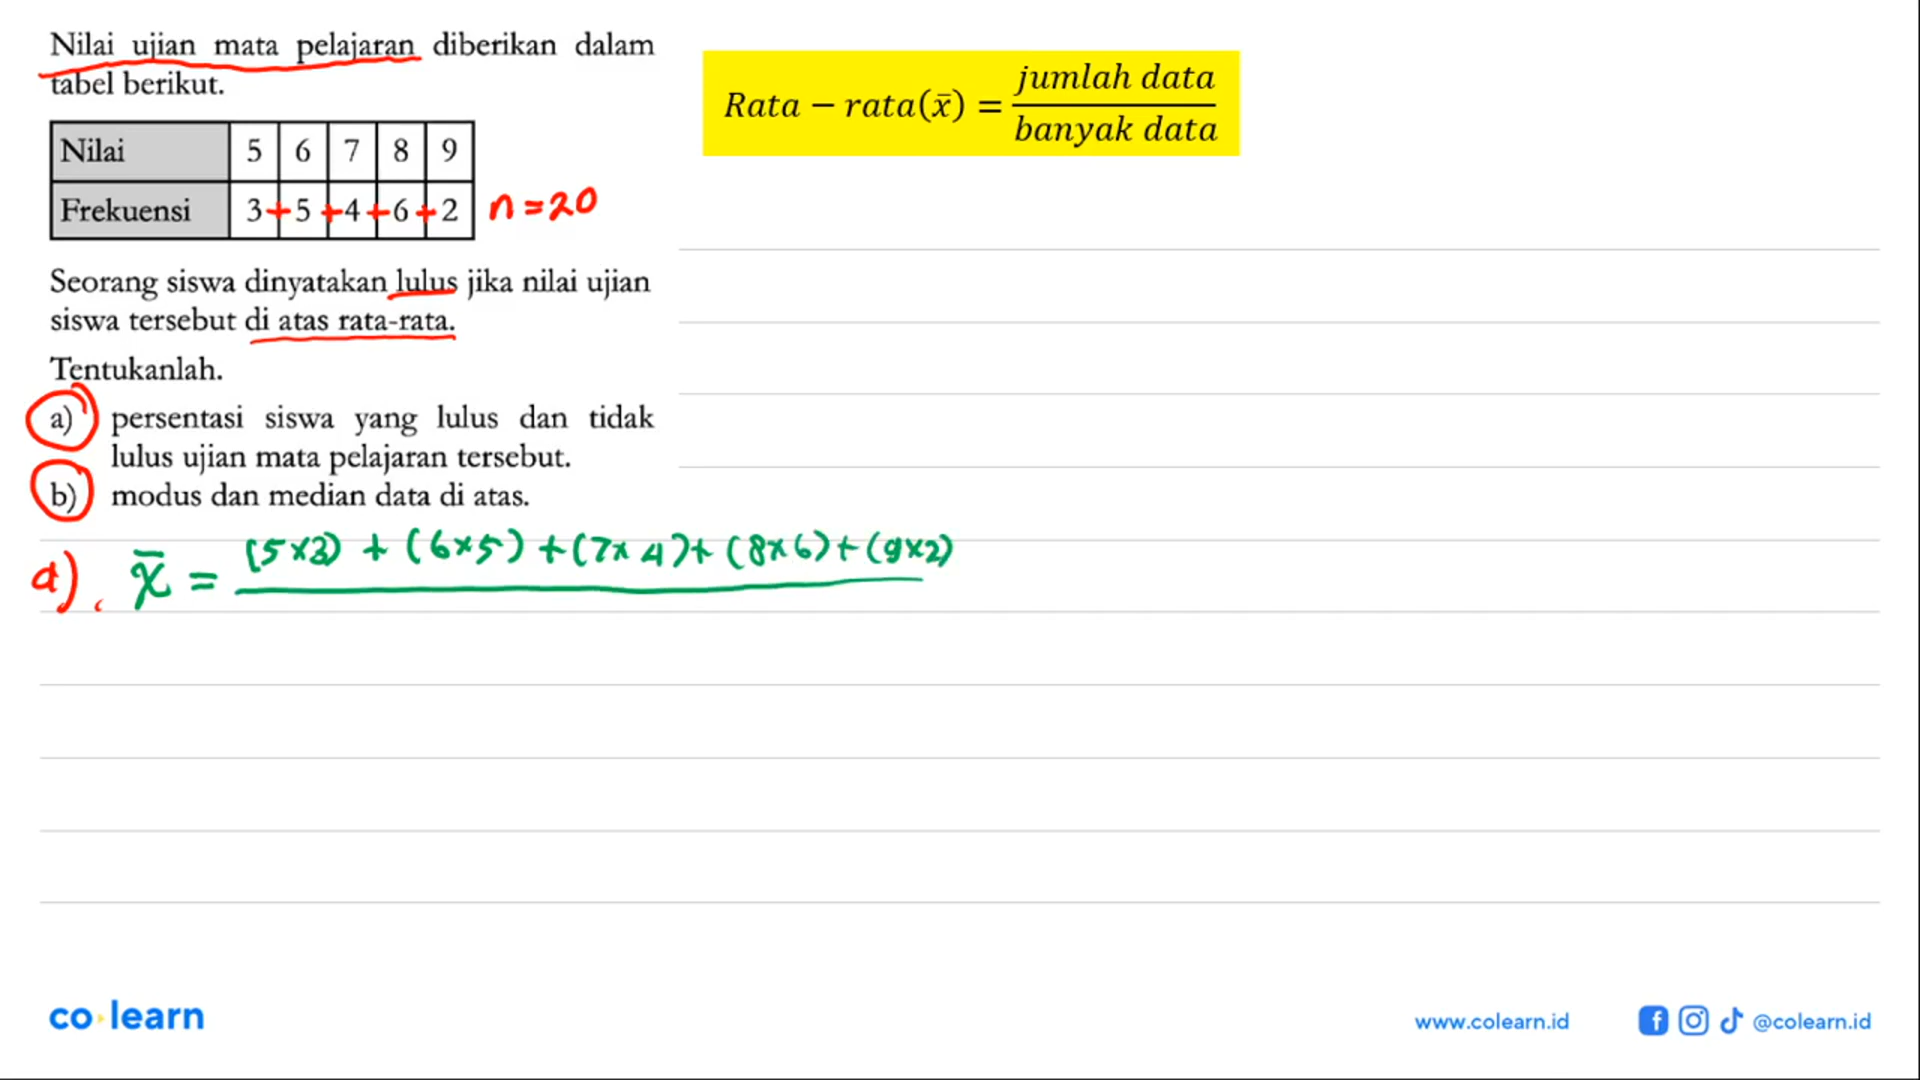 Nilai ujian mata pelajaran diberikan dalam
tabel berikut.
Nilai 5 6 7 8 9
Frekuensi 3 + 5 + 4 + 6 + 2 n = 20
Seorang siswa dinyatakan lulus jika nilai ujian
siswa tersebut di atas rata-rata.
Tentukanlah.
a) persentasi siswa yang lulus dan tidak
lulus ujian mata pelajaran tersebut.
b) modus dan median data di atas.
Rata − rata(x̄) = jumlah data
banyak data
a). x̄ = (5×3) + (6×5) + (7×4) + (8×6) + (9×2)
co learn
www.colearn.id
@colearn.id